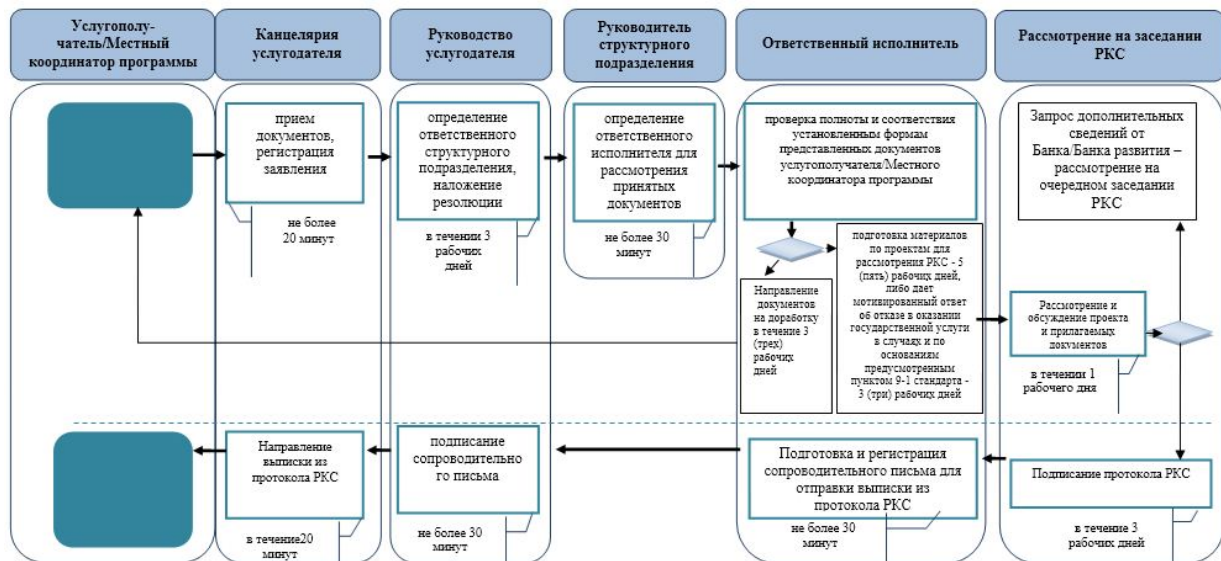 Услугополу-
чатель/Местный
координатор программы
Канцелярия
услугодателя
Руководство
услугодателя
Руководитель
структурного
подразделения
Ответственный исполнитель
Рассмотрение на заседании
РКС
прием
документов,
регистрация
заявления
не более
20 минут
определение
ответственного
структурного
подразделения,
наложение
резолюции
в течении 3
рабочих
дней
определение
ответственного
исполнителя для
рассмотрения
принятых
документов
не более 30
минут
проверка полноты и соответствия
установленным формам
представленных документов
услугополучателя/Местного
координатора программы
Направление
документов
на доработку
в течение 3
(трех)
рабочих
дней
подготовка материалов
по проектам для
рассмотрения РКС - 5
(пять) рабочих дней,
либо дает
мотивированный ответ
об отказе в оказании
государственной услуги
в случаях и по
основаниям
предусмотренным
пунктом 9-1 стандарта -
3 (три) рабочих дней
Запрос дополнительных
сведений от
Банка/Банка развития –
рассмотрение на
очередном заседании
РКС
Рассмотрение и
обсуждение проекта
и прилагаемых
документов
в течении 1
рабочего дня
Направление
выписки из
протокола РКС
в течение20
минут
подписание
сопроводительно
го письма
не более 30
минут
Подготовка и регистрация
сопроводительного письма для
отправки выписки из
протокола РКС
не более 30
минут
Подписание протокола РКС
в течение 3
рабочих дней